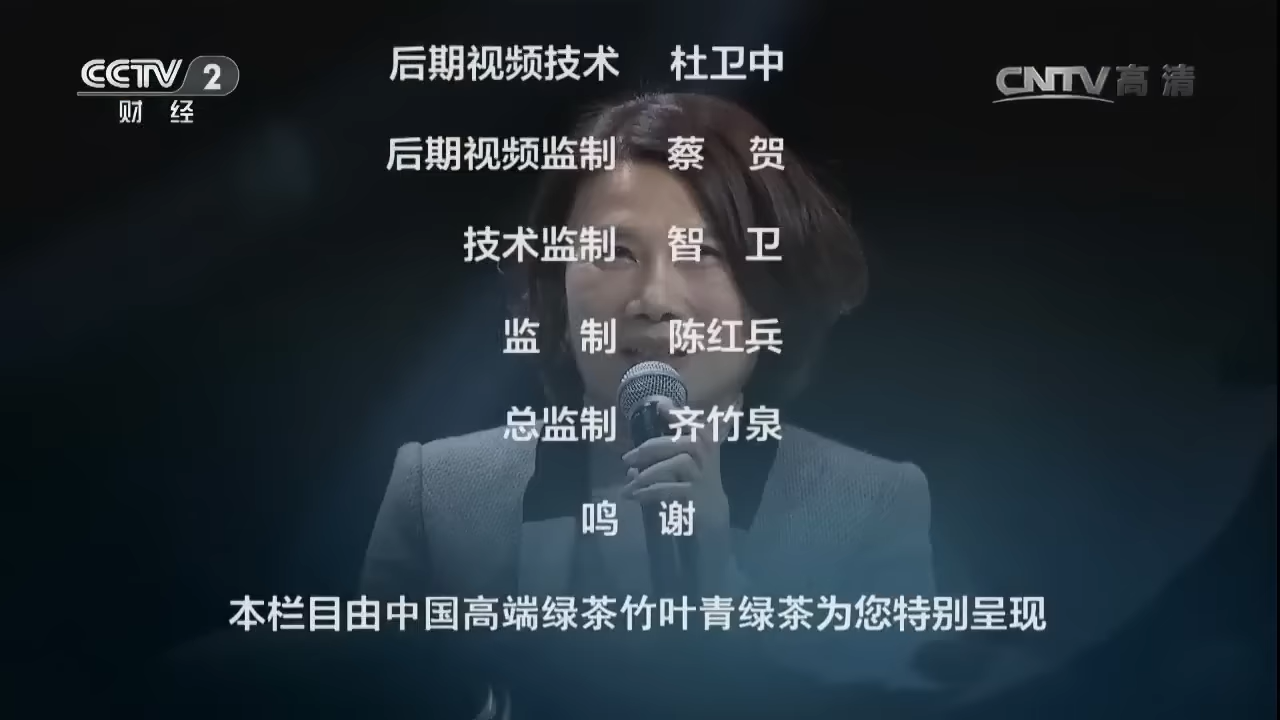 CCTV 2
财 经
CNTV高清
后期视频技术 杜卫中
后期视频监制 蔡 贺
技术监制 智 卫
监 制 陈红兵
总监制 齐竹泉
鸣 谢
本栏目由中国高端绿茶竹叶青绿茶为您特别呈现